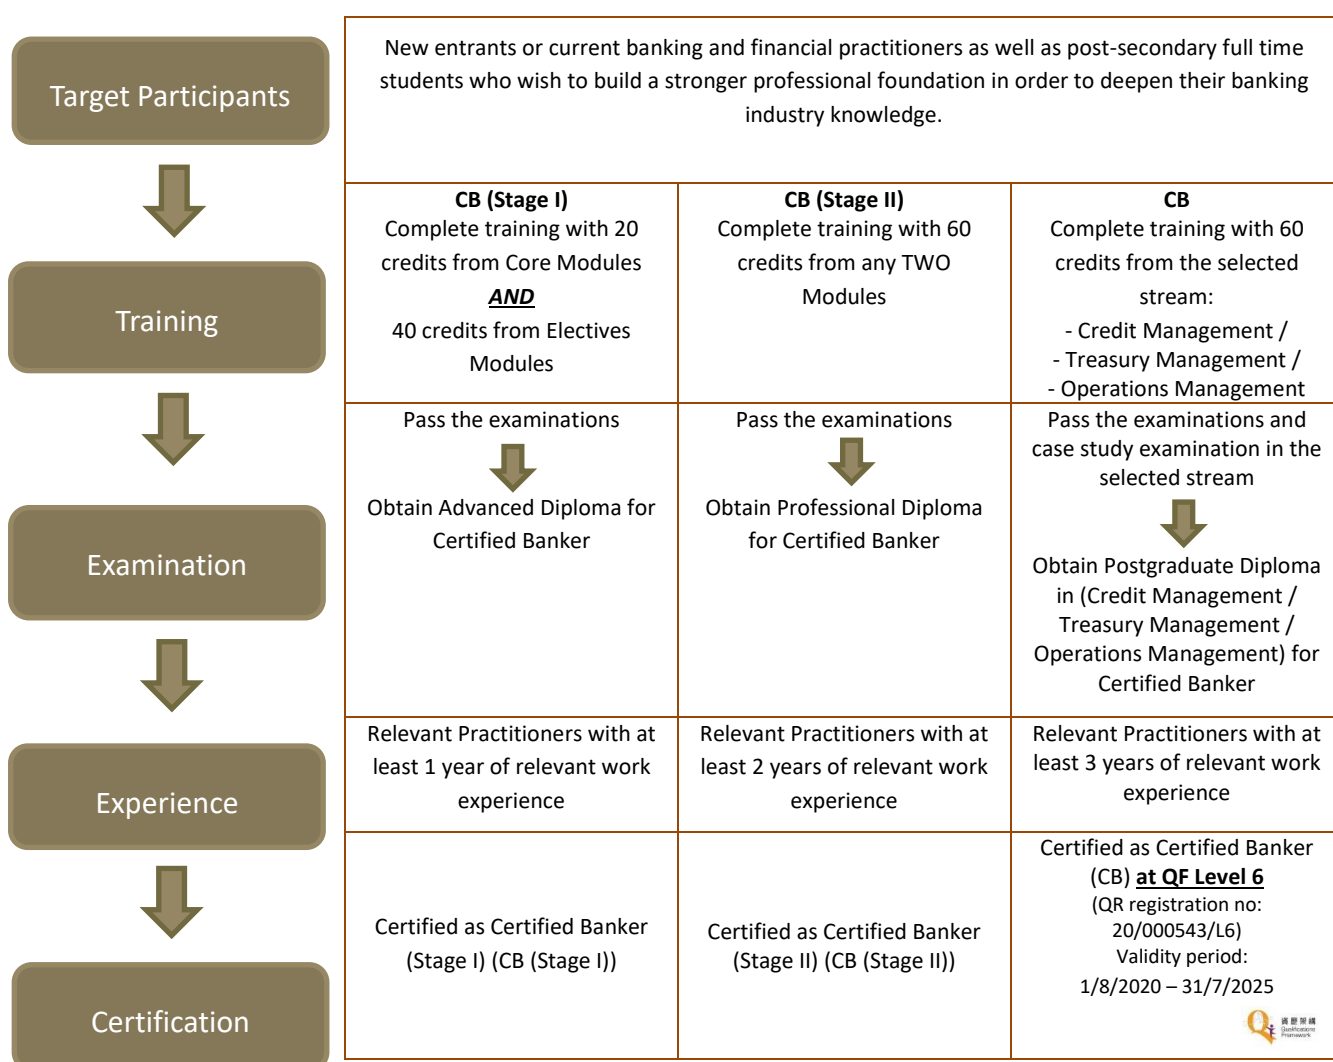 Target Participants
New entrants or current banking and financial practitioners as well as post-secondary full time
students who wish to build a stronger professional foundation in order to deepen their banking
industry knowledge.
Training
CB (Stage I)
Complete training with 20
credits from Core Modules
AND
40 credits from Electives
Modules
CB (Stage II)
Complete training with 60
credits from any TWO
Modules
CB
Complete training with 60
credits from the selected
stream:
- Credit Management /
- Treasury Management /
- Operations Management
Examination
Pass the examinations
Obtain Advanced Diploma for
Certified Banker
Pass the examinations
Obtain Professional Diploma
for Certified Banker
Pass the examinations and
case study examination in the
selected stream
Obtain Postgraduate Diploma
in (Credit Management /
Treasury Management /
Operations Management) for
Certified Banker
Experience
Relevant Practitioners with at
least 1 year of relevant work
experience
Relevant Practitioners with at
least 2 years of relevant work
experience
Relevant Practitioners with at
least 3 years of relevant work
experience
Certification
Certified as Certified Banker
(Stage I) (CB (Stage I))
Certified as Certified Banker
(Stage II) (CB (Stage II))
Certified as Certified Banker
(CB) at QF Level 6
(QR registration no:
20/000543/L6)
Validity period:
1/8/2020 – 31/7/2025
資歷架構
Qualifications
Framework